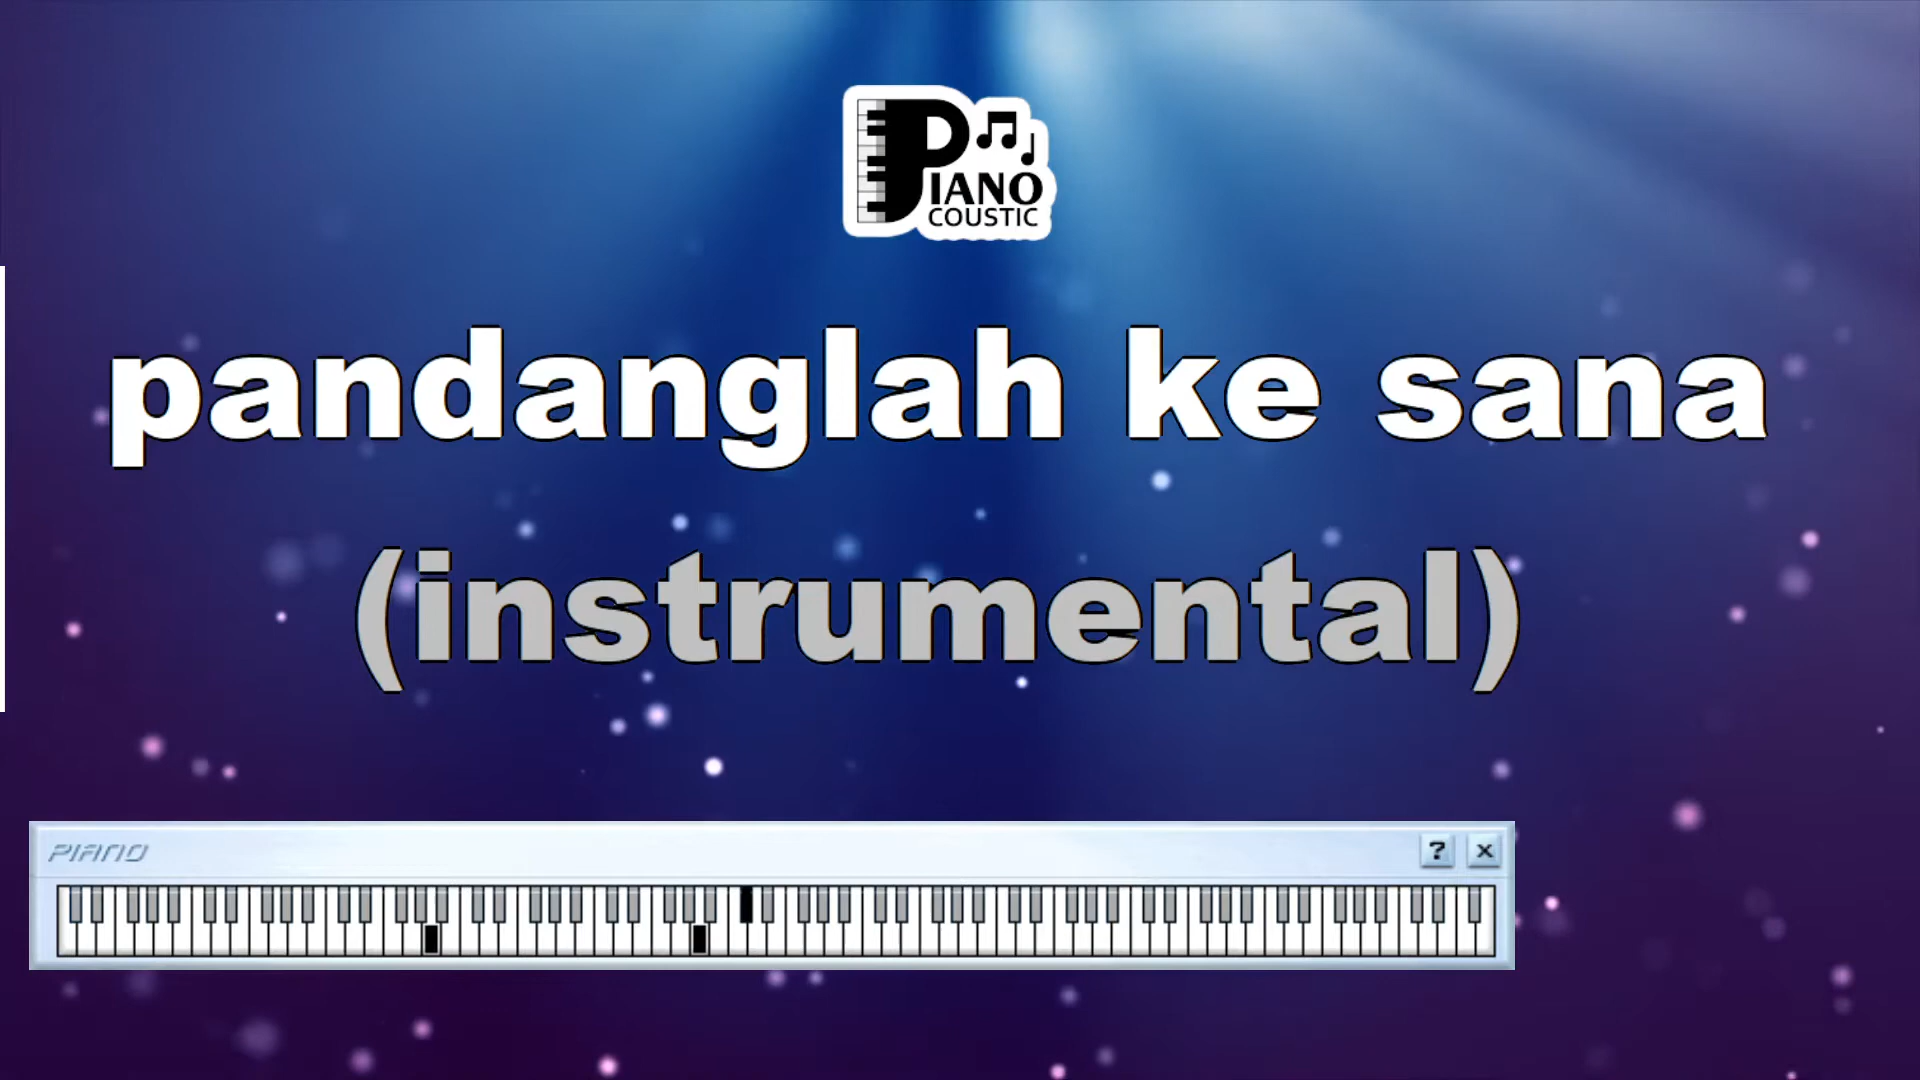 PIANO
COUSTIC
pandanglah ke sana
(instrumental)
PIANO
? x